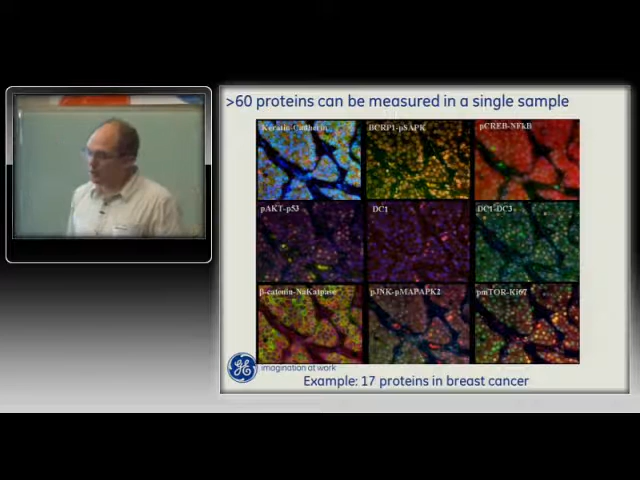 >60 proteins can be measured in a single sample
Keratin-Cadherin
BCRP1-pS6PK
pCREB-NFkB
pAKT-p53
DC1
DC1-DC3
β-catenin-NaKatpase
pJNK-pMAPAPK2
pmTOR-Ki67
imagination at work
Example: 17 proteins in breast cancer